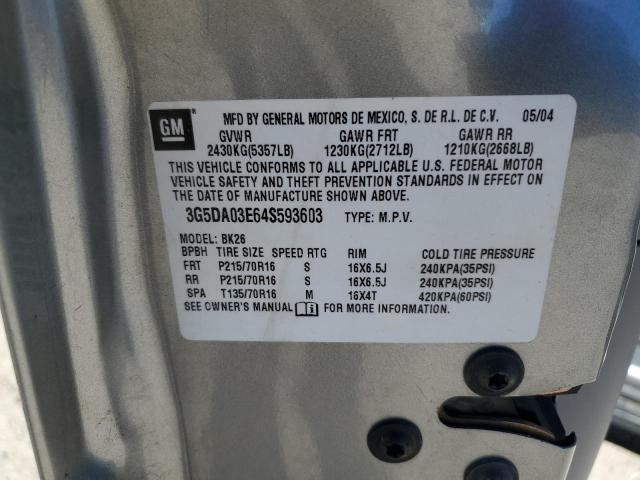 GM
MFD BY GENERAL MOTORS DE MEXICO, S. DE R.L. DE C.V. 05/04
GVWR GAWR FRT GAWR RR
2430KG(5357LB) 1230KG(2712LB) 1210KG(2668LB)
THIS VEHICLE CONFORMS TO ALL APPLICABLE U.S. FEDERAL MOTOR
VEHICLE SAFETY AND THEFT PREVENTION STANDARDS IN EFFECT ON
THE DATE OF MANUFACTURE SHOWN ABOVE.
3G5DA03E64S593603 TYPE: M.P.V.
MODEL: BK26
BPBH TIRE SIZE SPEED RTG RIM COLD TIRE PRESSURE
FRT P215/70R16 S 16X6.5J 240KPA(35PSI)
RR P215/70R16 S 16X6.5J 240KPA(35PSI)
SPA T135/70R16 M 16X4T 420KPA(60PSI)
SEE OWNER'S MANUAL FOR MORE INFORMATION.